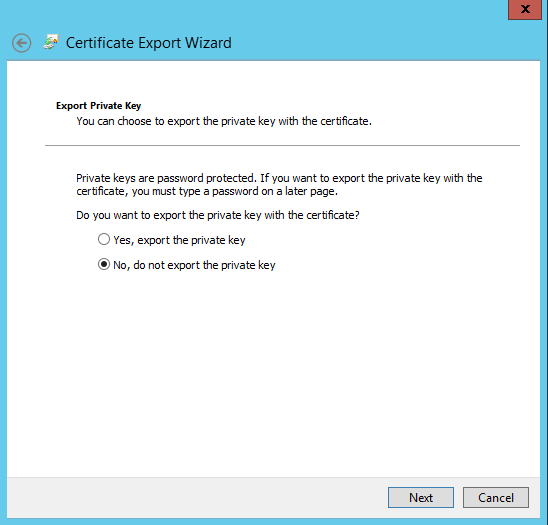 x
Certificate Export Wizard
Export Private Key
You can choose to export the private key with the certificate.
Private keys are password protected. If you want to export the private key with the
certificate, you must type a password on a later page.
Do you want to export the private key with the certificate?
Yes, export the private key
No, do not export the private key
Next
Cancel